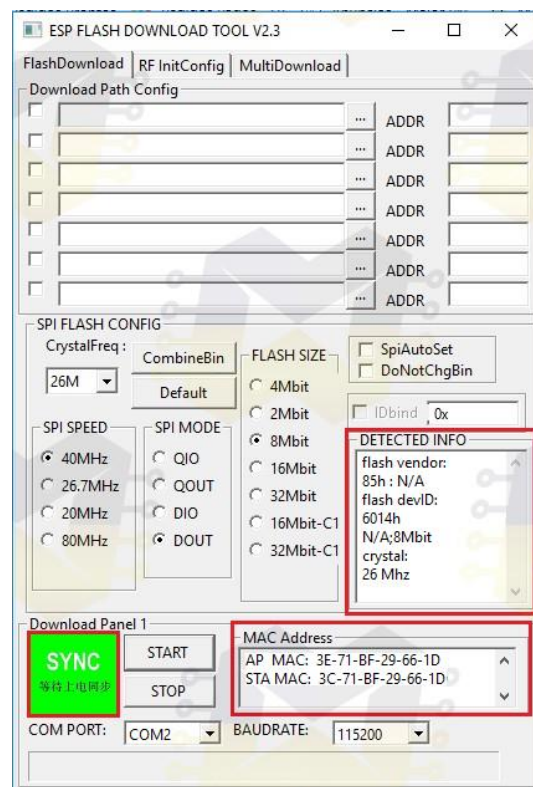 ESP FLASH DOWNLOAD TOOL V2.3
FlashDownload RF InitConfig MultiDownload
Download Path Config
... ADDR
... ADDR
... ADDR
... ADDR
... ADDR
... ADDR
... ADDR
SPI FLASH CONFIG
CrystalFreq :
26M
CombineBin
Default
SPI SPEED
40MHz
26.7MHz
20MHz
80MHz
SPI MODE
QIO
QOUT
DIO
DOUT
FLASH SIZE
4Mbit
2Mbit
8Mbit
16Mbit
32Mbit
16Mbit-C1
32Mbit-C1
SpiAutoSet
DoNotChgBin
IDbind 0x
DETECTED INFO
flash vendor:
85h : N/A
flash devID:
6014h
N/A;8Mbit
crystal:
26 Mhz
Download Panel 1
SYNC
等待上电同步
START
STOP
MAC Address
AP MAC: 3E-71-BF-29-66-1D
STA MAC: 3C-71-BF-29-66-1D
COM PORT: COM2 BAUDRATE: 115200